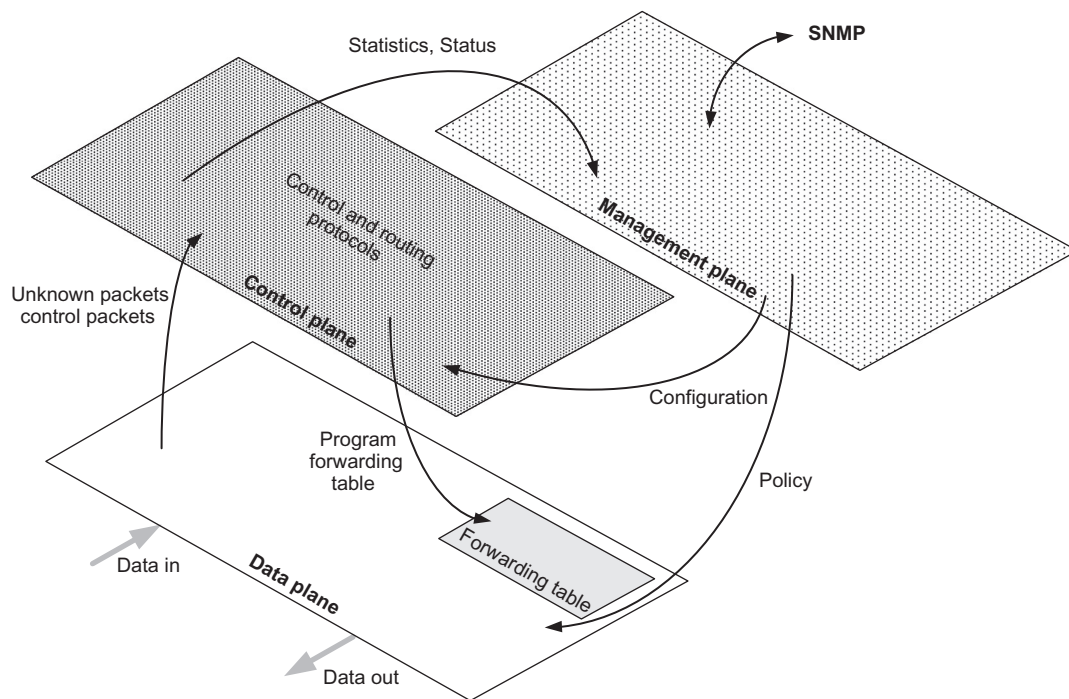 Statistics, Status
SNMP
Control and routing
protocols
Management plane
Control plane
Unknown packets
control packets
Configuration
Program
forwarding
table
Policy
Forwarding table
Data in
Data plane
Data out